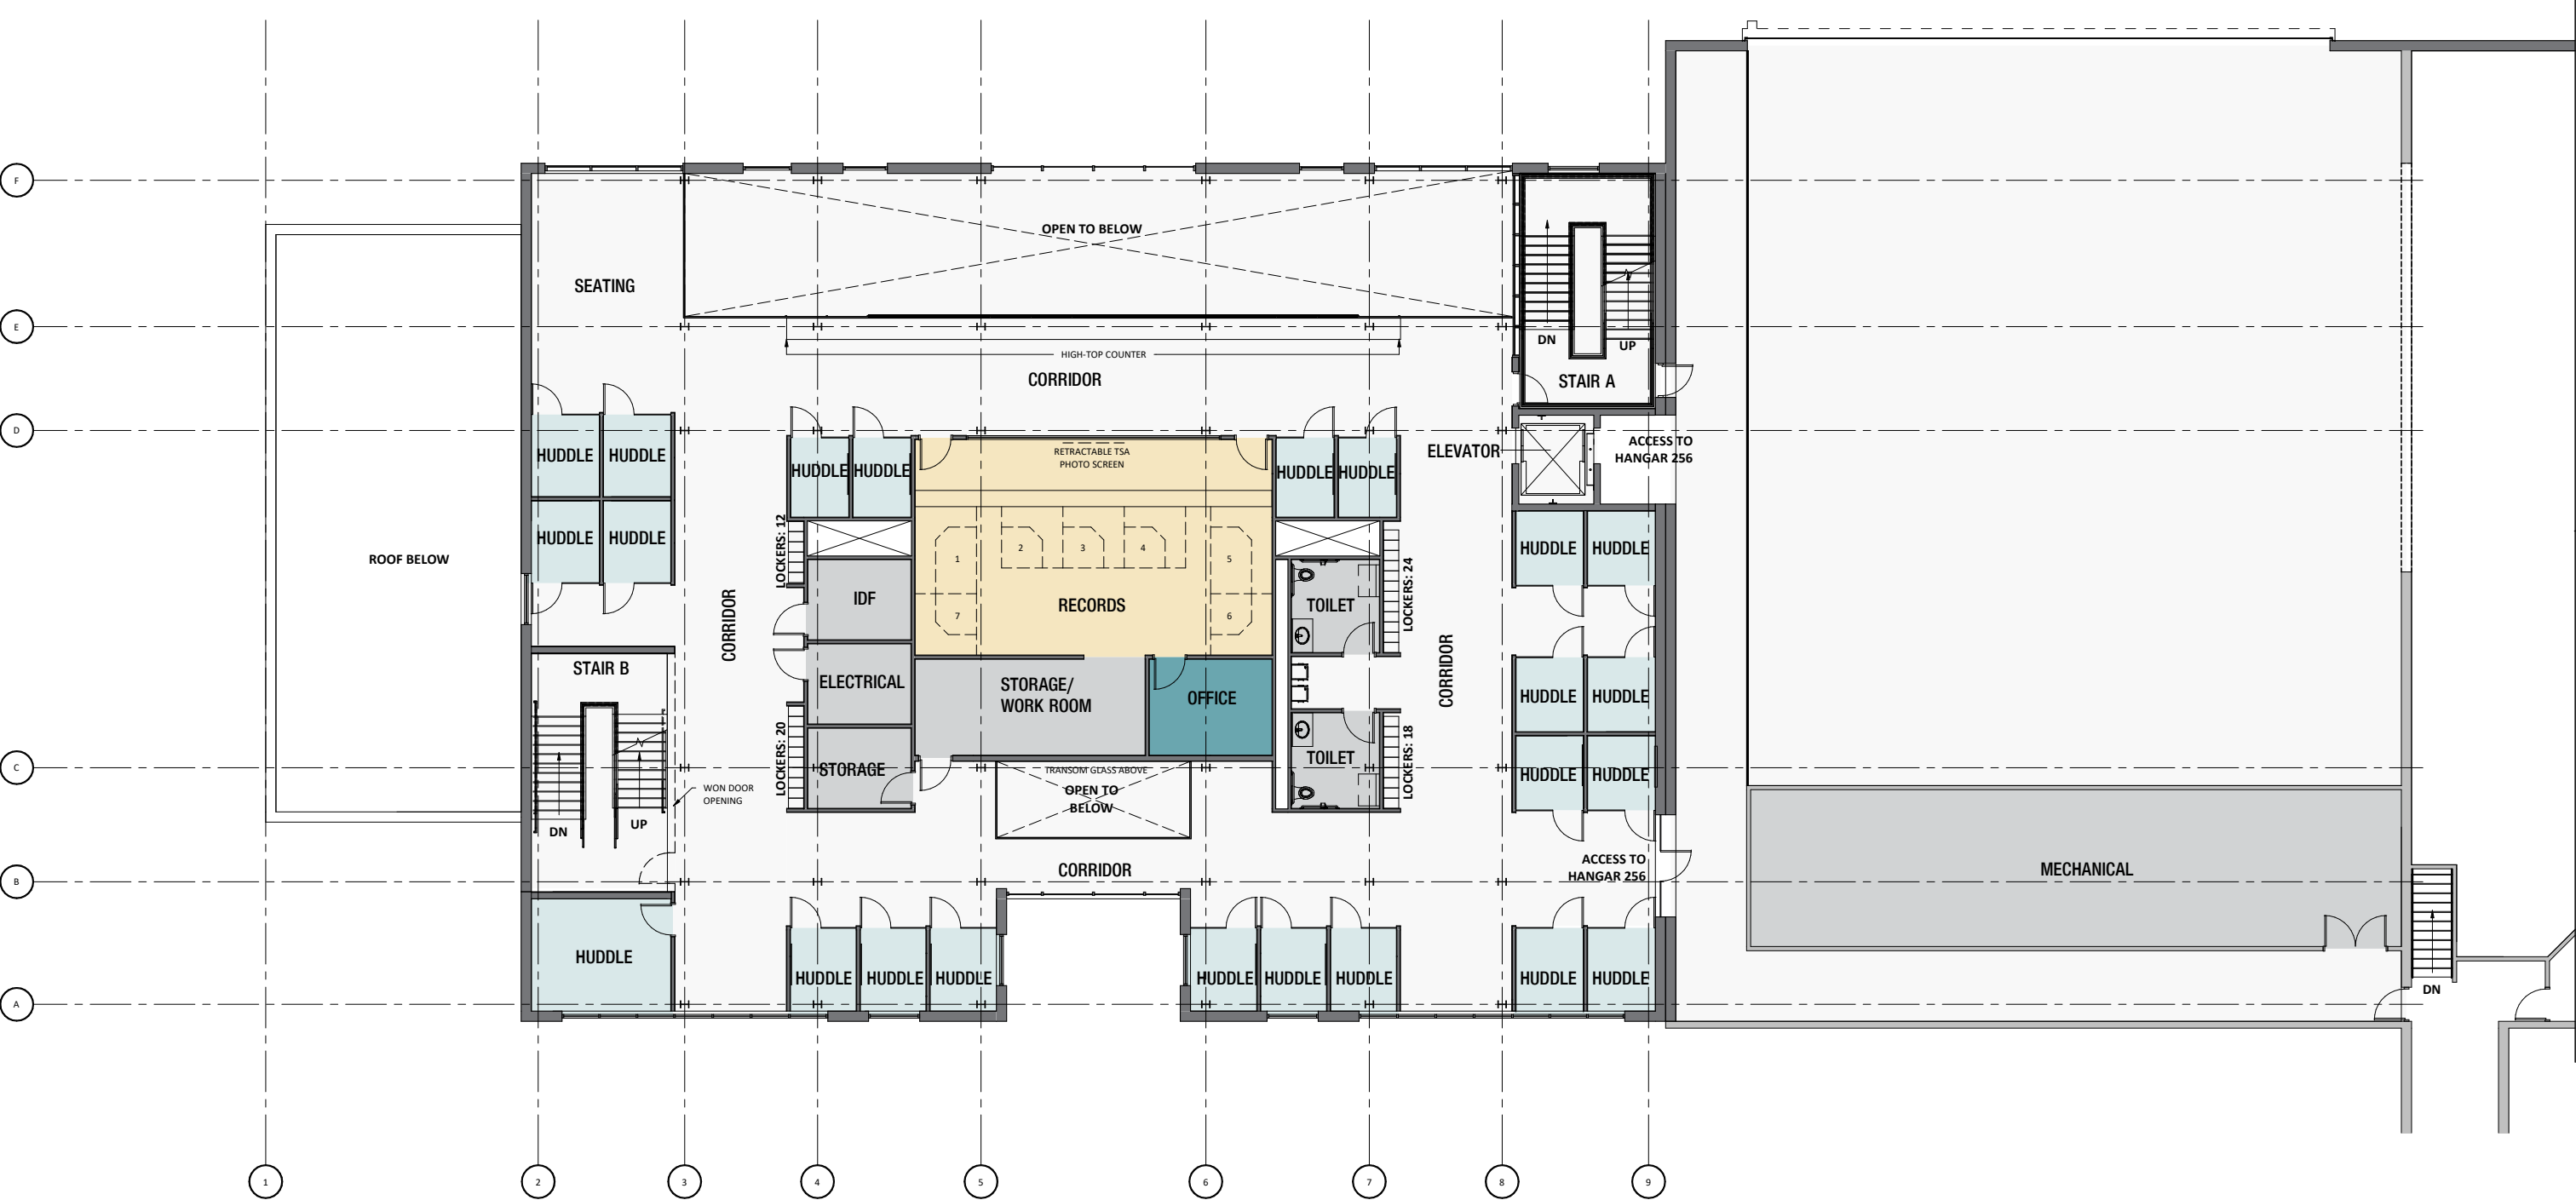 F
OPEN TO BELOW
SEATING
E
DN
UP
HIGH-TOP COUNTER
CORRIDOR
STAIR A
D
HUDDLE
HUDDLE
HUDDLE
HUDDLE
RETRACTABLE TSA
PHOTO SCREEN
HUDDLE
HUDDLE
ELEVATOR
ACCESS TO
HANGAR 256
HUDDLE
HUDDLE
LOCKERS: 12
1
2
3
4
5
LOCKERS: 24
HUDDLE
HUDDLE
ROOF BELOW
IDF
RECORDS
7
6
TOILET
CORRIDOR
CORRIDOR
STAIR B
ELECTRICAL
STORAGE/
WORK ROOM
OFFICE
HUDDLE
HUDDLE
C
LOCKERS: 20
STORAGE
TRANSOM GLASS ABOVE
OPEN TO
BELOW
TOILET
LOCKERS: 18
HUDDLE
HUDDLE
WON DOOR
OPENING
DN
UP
B
CORRIDOR
ACCESS TO
HANGAR 256
MECHANICAL
HUDDLE
HUDDLE
HUDDLE
HUDDLE
HUDDLE
HUDDLE
HUDDLE
HUDDLE
HUDDLE
A
DN
1
2
3
4
5
6
7
8
9